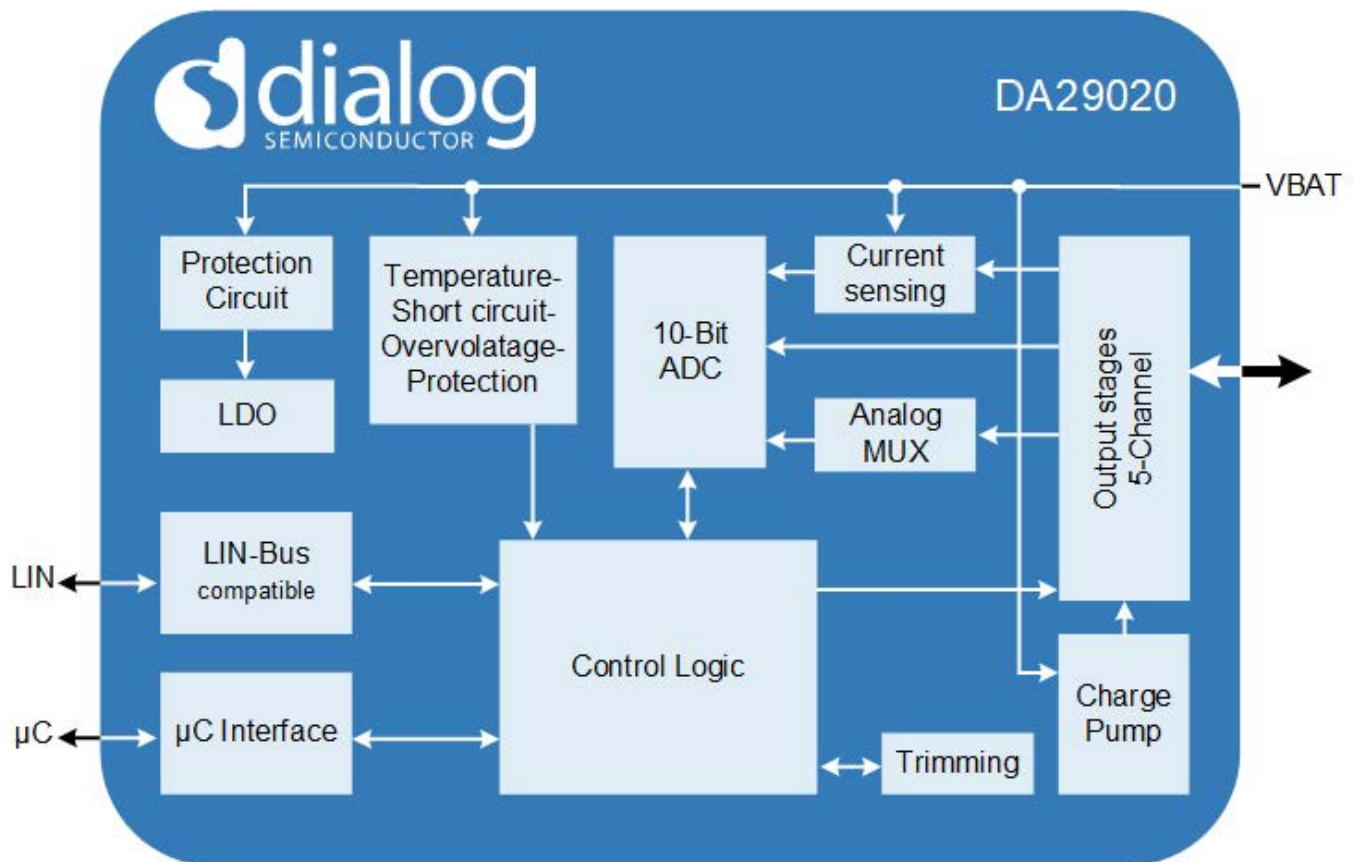 dialog
SEMICONDUCTOR
DA29020
VBAT
Protection
Circuit
LDO
Temperature-
Short circuit-
Overvolatage-
Protection
10-Bit
ADC
Current
sensing
Analog
MUX
Output stages
5-Channel
LIN
LIN-Bus
compatible
µC
µC Interface
Control Logic
Trimming
Charge
Pump